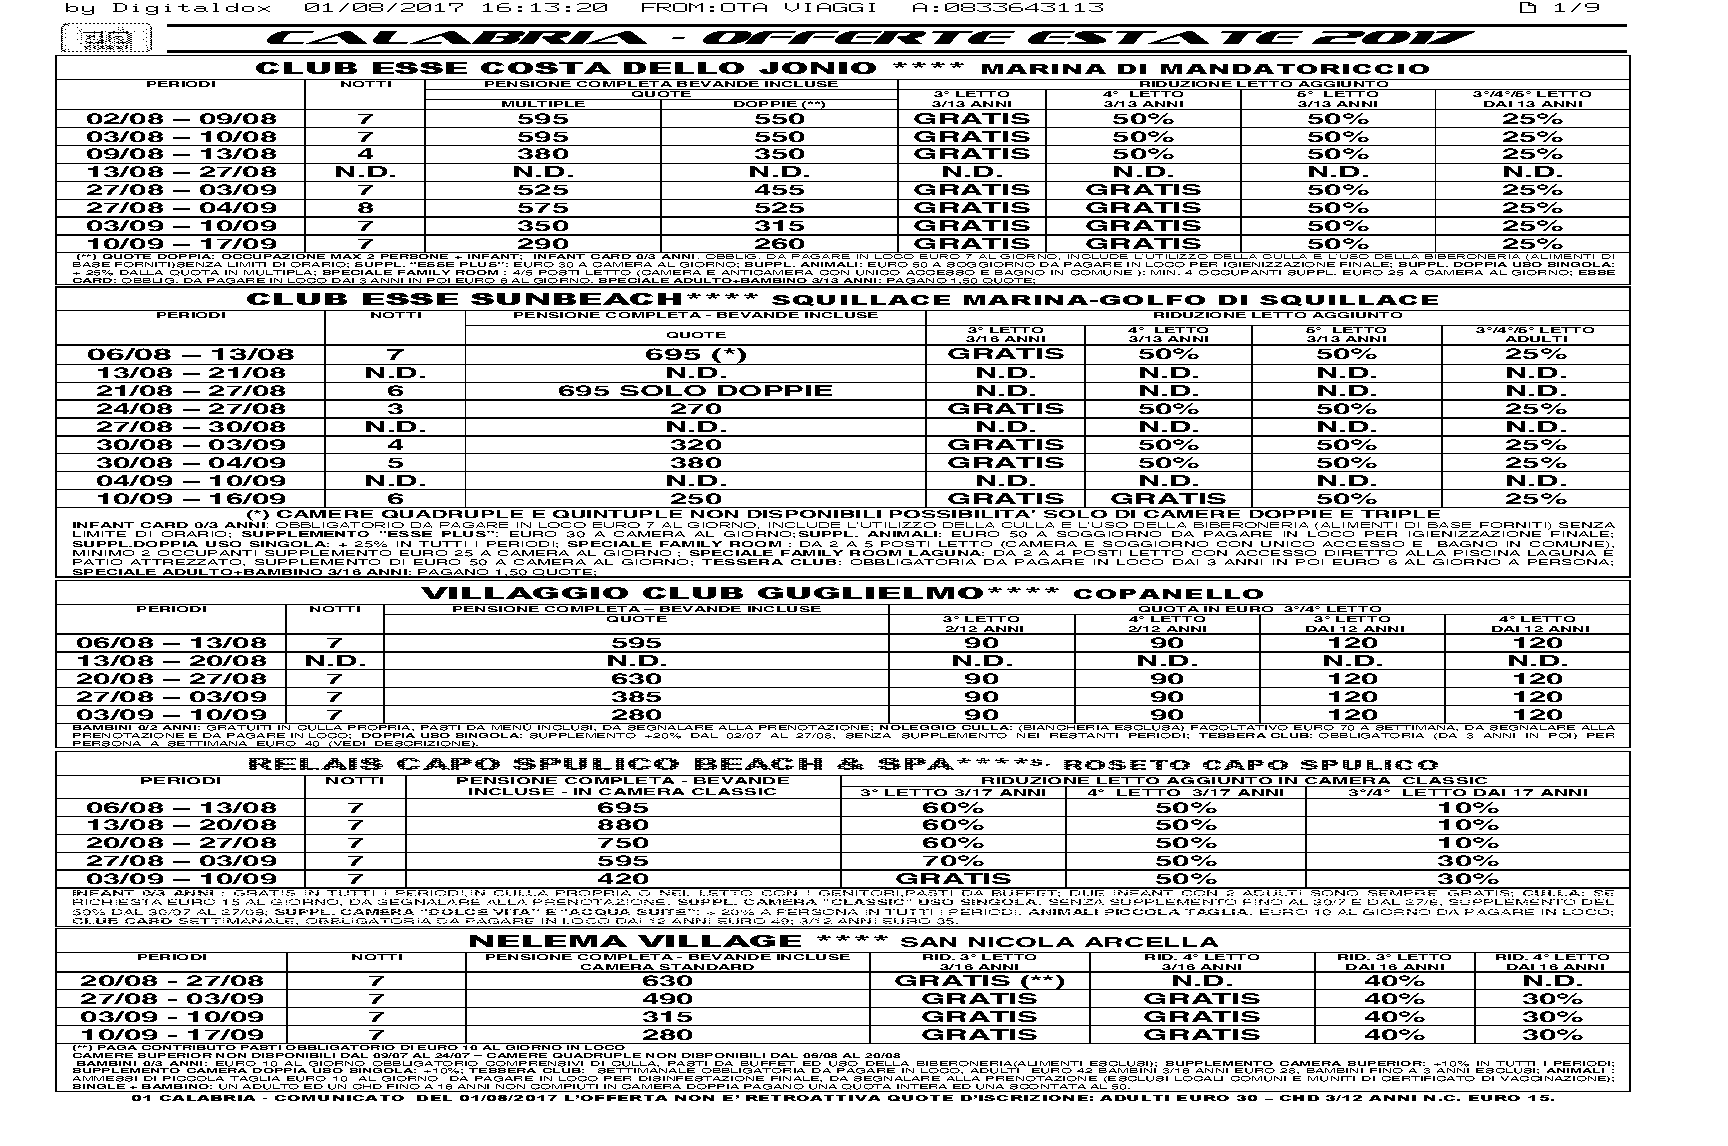 by Digitaldox 01/08/2017 16:13:20 FROM:OTA VIAGGI A:0833643113 1/9
CALABRIA - OFFERTE ESTATE 2017
CLUB ESSE COSTA DELLO JONIO **** MARINA DI MANDATORICCIO
PERIODI NOTTI PENSIONE COMPLETA BEVANDE INCLUSE RIDUZIONE LETTO AGGIUNTO
QUOTE 3° LETTO 4° LETTO 5° LETTO 3°/4°/5° LETTO
MULTIPLE DOPPIE (**) 3/13 ANNI 3/13 ANNI 3/13 ANNI DAI 13 ANNI
02/08 – 09/08 7 595 550 GRATIS 50% 50% 25%
03/08 – 10/08 7 595 550 GRATIS 50% 50% 25%
09/08 – 13/08 4 380 350 GRATIS 50% 50% 25%
13/08 – 27/08 N.D. N.D. N.D. N.D. N.D. N.D. N.D.
27/08 – 03/09 7 525 455 GRATIS GRATIS 50% 25%
27/08 – 04/09 8 575 525 GRATIS GRATIS 50% 25%
03/09 – 10/09 7 350 315 GRATIS GRATIS 50% 25%
10/09 – 17/09 7 290 260 GRATIS GRATIS 50% 25%
(**) QUOTE DOPPIA: OCCUPAZIONE MAX 2 PERSONE + INFANT; INFANT CARD 0/3 ANNI: OBBLIG. DA PAGARE IN LOCO EURO 7 AL GIORNO, INCLUDE L'UTILIZZO DELLA CULLA E L'USO DELLA BIBERONERIA (ALIMENTI DI
BASE FORNITI)SENZA LIMITI DI ORARIO; SUPPL. "ESSE PLUS": EURO 30 A CAMERA AL GIORNO; SUPPL. ANIMALI: EURO 50 A SOGGIORNO DA PAGARE IN LOCO PER IGIENIZZAZIONE FINALE; SUPPL. DOPPIA USO SINGOLA:
+ 25% DALLA QUOTA IN MULTIPLA; SPECIALE FAMILY ROOM : 4/5 POSTI LETTO (CAMERA E ANTICAMERA CON UNICO ACCESSO E BAGNO IN COMUNE ): MIN. 4 OCCUPANTI SUPPL. EURO 25 A CAMERA AL GIORNO; ESSE
CARD: OBBLIG. DA PAGARE IN LOCO DAI 3 ANNI IN POI EURO 6 AL GIORNO. SPECIALE ADULTO+BAMBINO 3/13 ANNI: PAGANO 1,50 QUOTE;
CLUB ESSE SUNBEACH**** SQUILLACE MARINA-GOLFO DI SQUILLACE
PERIODI NOTTI PENSIONE COMPLETA - BEVANDE INCLUSE RIDUZIONE LETTO AGGIUNTO
QUOTE 3° LETTO 4° LETTO 5° LETTO 3°/4°/5° LETTO
3/16 ANNI 3/13 ANNI 3/13 ANNI ADULTI
06/08 – 13/08 7 695 (*) GRATIS 50% 50% 25%
13/08 – 21/08 N.D. N.D. N.D. N.D. N.D. N.D.
21/08 – 27/08 6 695 SOLO DOPPIE N.D. N.D. N.D. N.D.
24/08 – 27/08 3 270 GRATIS 50% 50% 25%
27/08 – 30/08 N.D. N.D. N.D. N.D. N.D. N.D.
30/08 – 03/09 4 320 GRATIS 50% 50% 25%
30/08 – 04/09 5 380 GRATIS 50% 50% 25%
04/09 – 10/09 N.D. N.D. N.D. N.D. N.D. N.D.
10/09 – 16/09 6 250 GRATIS GRATIS 50% 25%
(*) CAMERE QUADRUPLE E QUINTUPLE NON DISPONIBILI POSSIBILITA' SOLO DI CAMERE DOPPIE E TRIPLE
INFANT CARD 0/3 ANNI: OBBLIGATORIO DA PAGARE IN LOCO EURO 7 AL GIORNO, INCLUDE L'UTILIZZO DELLA CULLA E L'USO DELLA BIBERONERIA (ALIMENTI DI BASE FORNITI) SENZA
LIMITE DI ORARIO; SUPPLEMENTO "ESSE PLUS": EURO 30 A CAMERA AL GIORNO;SUPPL. ANIMALI: EURO 50 A SOGGIORNO DA PAGARE IN LOCO PER IGIENIZZAZIONE FINALE;
SUPPL.DOPPIA USO SINGOLA: + 25% IN TUTTI I PERIODI; SPECIALE FAMILY ROOM : DA 2 A 5 POSTI LETTO (CAMERA E SOGGIORNO CON UNICO ACCESSO E BAGNO IN COMUNE),
MINIMO 2 OCCUPANTI SUPPLEMENTO EURO 25 A CAMERA AL GIORNO ; SPECIALE FAMILY ROOM LAGUNA: DA 2 A 4 POSTI LETTO CON ACCESSO DIRETTO ALLA PISCINA LAGUNA E
PATIO ATTREZZATO, SUPPLEMENTO DI EURO 50 A CAMERA AL GIORNO; TESSERA CLUB: OBBLIGATORIA DA PAGARE IN LOCO DAI 3 ANNI IN POI EURO 6 AL GIORNO A PERSONA;
SPECIALE ADULTO+BAMBINO 3/16 ANNI: PAGANO 1,50 QUOTE;
VILLAGGIO CLUB GUGLIELMO**** COPANELLO
PERIODI NOTTI PENSIONE COMPLETA – BEVANDE INCLUSE QUOTA IN EURO 3°/4° LETTO
QUOTE 3° LETTO 4° LETTO 3° LETTO 4° LETTO
2/12 ANNI 2/12 ANNI DAI 12 ANNI DAI 12 ANNI
06/08 – 13/08 7 595 90 90 120 120
13/08 – 20/08 N.D. N.D. N.D. N.D. N.D. N.D.
20/08 – 27/08 7 630 90 90 120 120
27/08 – 03/09 7 385 90 90 120 120
03/09 – 10/09 7 280 90 90 120 120
BAMBINI 0/2 ANNI: GRATUITI IN CULLA PROPRIA, PASTI DA MENÙ INCLUSI, DA SEGNALARE ALLA PRENOTAZIONE; NOLEGGIO CULLA: (BIANCHERIA ESCLUSA) FACOLTATIVO EURO 70 A SETTIMANA, DA SEGNALARE ALLA
PRENOTAZIONE E DA PAGARE IN LOCO; DOPPIA USO SINGOLA: SUPPLEMENTO +20% DAL 02/07 AL 27/08, SENZA SUPPLEMENTO NEI RESTANTI PERIODI; TESSERA CLUB: OBBLIGATORIA (DA 3 ANNI IN POI) PER
PERSONA A SETTIMANA EURO 40 (VEDI DESCRIZIONE).
RELAIS CAPO SPULICO BEACH & SPA****S- ROSETO CAPO SPULICO
PERIODI NOTTI PENSIONE COMPLETA - BEVANDE RIDUZIONE LETTO AGGIUNTO IN CAMERA CLASSIC
INCLUSE - IN CAMERA CLASSIC 3° LETTO 3/17 ANNI 4° LETTO 3/17 ANNI 3°/4° LETTO DAI 17 ANNI
06/08 – 13/08 7 695 60% 50% 10%
13/08 – 20/08 7 880 60% 50% 10%
20/08 – 27/08 7 750 60% 50% 10%
27/08 – 03/09 7 595 70% 50% 30%
03/09 – 10/09 7 420 GRATIS 50% 30%
INFANT 0/3 ANNI : GRATIS IN TUTTI I PERIODI,IN CULLA PROPRIA O NEL LETTO CON I GENITORI,PASTI DA BUFFET; DUE INFANT CON 2 ADULTI SONO SEMPRE GRATIS; CULLA: SE
RICHIESTA EURO 15 AL GIORNO, DA SEGNALARE ALLA PRENOTAZIONE. SUPPL. CAMERA "CLASSIC" USO SINGOLA: SENZA SUPPLEMENTO FINO AL 30/7 E DAL 27/8, SUPPLEMENTO DEL
50% DAL 30/07 AL 27/08; SUPPL. CAMERA "DOLCE VITA" E "ACQUA SUITE": + 20% A PERSONA IN TUTTI I PERIODI. ANIMALI PICCOLA TAGLIA: EURO 10 AL GIORNO DA PAGARE IN LOCO;
CLUB CARD SETTIMANALE, OBBLIGATORIA DA PAGARE IN LOCO DAI 12 ANNI EURO 49; 3/12 ANNI EURO 35.
NELEMA VILLAGE **** SAN NICOLA ARCELLA
PERIODI NOTTI PENSIONE COMPLETA - BEVANDE INCLUSE RID. 3° LETTO RID. 4° LETTO RID. 3° LETTO RID. 4° LETTO
CAMERA STANDARD 3/16 ANNI 3/16 ANNI DAI 16 ANNI DAI 16 ANNI
20/08 - 27/08 7 630 GRATIS (**) N.D. 40% N.D.
27/08 - 03/09 7 490 GRATIS GRATIS 40% 30%
03/09 - 10/09 7 315 GRATIS GRATIS 40% 30%
10/09 - 17/09 7 280 GRATIS GRATIS 40% 30%
(**) PAGA CONTRIBUTO PASTI OBBLIGATORIO DI EURO 10 AL GIORNO IN LOCO
CAMERE SUPERIOR NON DISPONIBILI DAL 09/07 AL 24/07 – CAMERE QUADRUPLE NON DISPONIBILI DAL 06/08 AL 20/08
BAMBINI 0/3 ANNI: EURO 10 AL GIORNO OBBLIGATORIO COMPRENSIVI DI CULLA, PASTI DA BUFFET ED USO DELLA BIBERONERIA(ALIMENTI ESCLUSI); SUPPLEMENTO CAMERA SUPERIOR: +10% IN TUTTI I PERIODI;
SUPPLEMENTO CAMERA DOPPIA USO SINGOLA: +10%; TESSERA CLUB: SETTIMANALE OBBLIGATORIA DA PAGARE IN LOCO, ADULTI EURO 42 BAMBINI 3/16 ANNI EURO 28, BAMBINI FINO A 3 ANNI ESCLUSI; ANIMALI :
AMMESSI DI PICCOLA TAGLIA EURO 10 AL GIORNO DA PAGARE IN LOCO PER DISINFESTAZIONE FINALE, DA SEGNALARE ALLA PRENOTAZIONE (ESCLUSI LOCALI COMUNI E MUNITI DI CERTIFICATO DI VACCINAZIONE);
SINGLE + BAMBINO: UN ADULTO ED UN CHD FINO A 16 ANNI NON COMPIUTI IN CAMERA DOPPIA PAGANO UNA QUOTA INTERA ED UNA SCONTATA AL 50.
01 CALABRIA - COMUNICATO DEL 01/08/2017 L'OFFERTA NON E' RETROATTIVA QUOTE D'ISCRIZIONE: ADULTI EURO 30 – CHD 3/12 ANNI N.C. EURO 15.